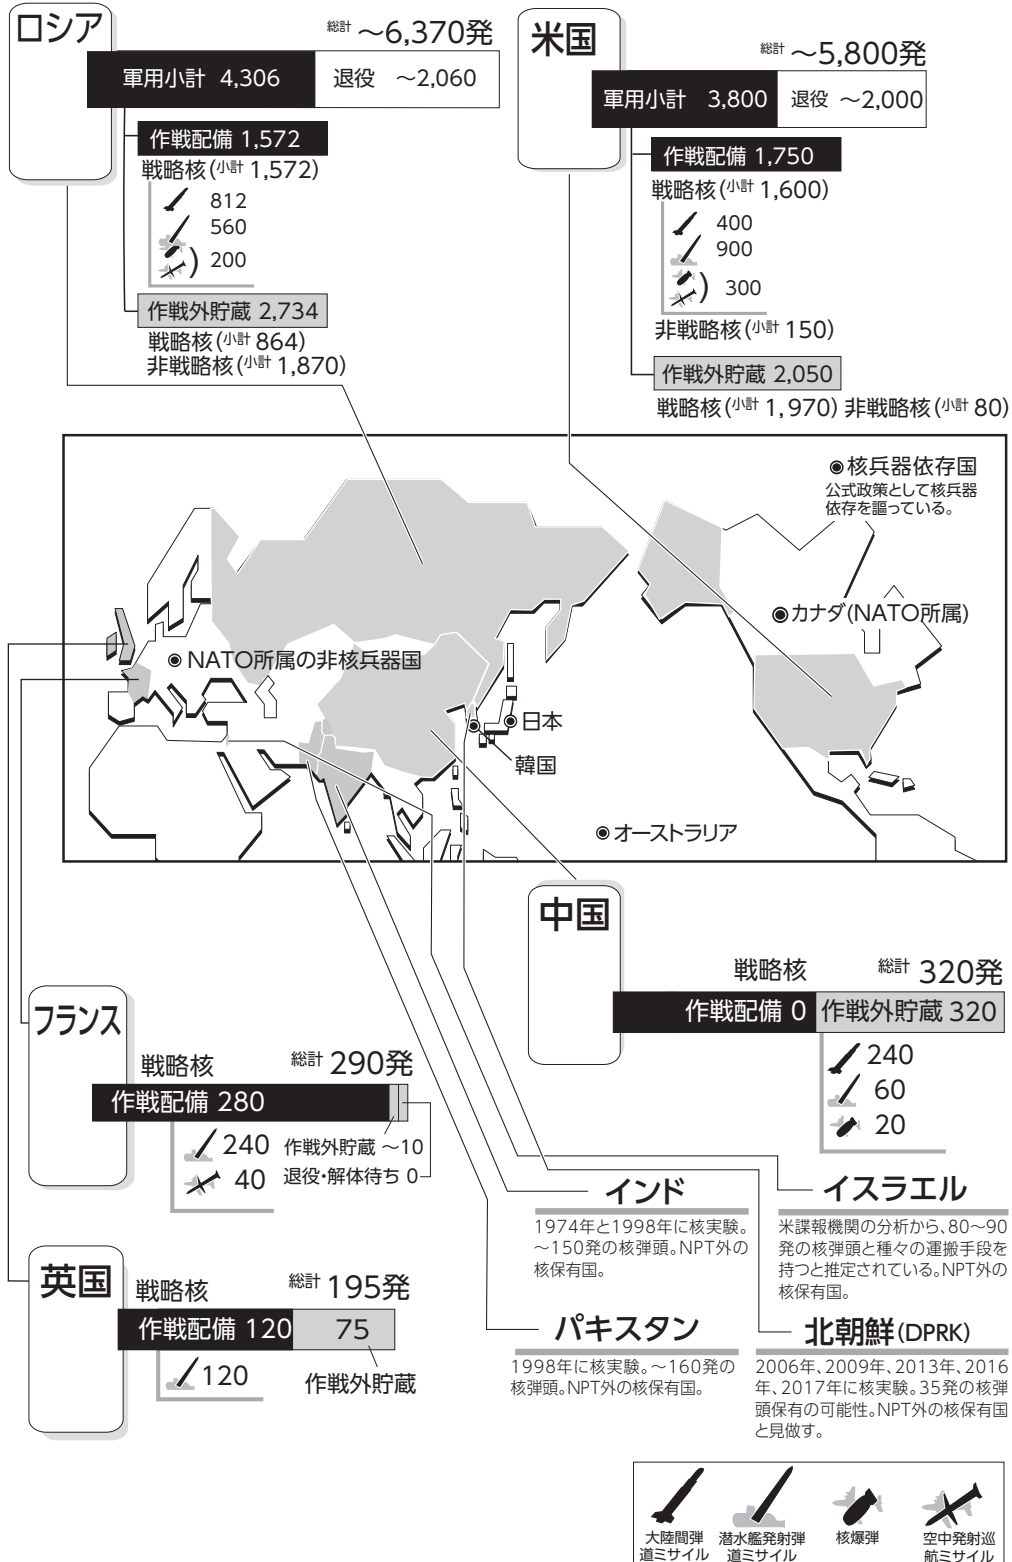 ロシア
総計 ～6,370発
軍用小計 4,306 退役 ～2,060
作戦配備 1,572
戦略核(小計 1,572)
812
560
) 200
作戦外貯蔵 2,734
戦略核(小計 864)
非戦略核(小計 1,870)
米国
総計 ～5,800発
軍用小計 3,800 退役 ～2,000
作戦配備 1,750
戦略核(小計 1,600)
400
900
) 300
非戦略核(小計 150)
作戦外貯蔵 2,050
戦略核(小計 1,970) 非戦略核(小計 80)
◉核兵器依存国
公式政策として核兵器
依存を謳っている。
◉カナダ(NATO所属)
◉NATO所属の非核兵器国
◉日本
韓国
◉オーストラリア
中国
戦略核 総計 320発
作戦配備 0 作戦外貯蔵 320
240
60
20
フランス
戦略核 総計 290発
作戦配備 280
240 作戦外貯蔵 ～10
40 退役・解体待ち 0
英国
戦略核 総計 195発
作戦配備 120 75
120 作戦外貯蔵
インド
1974年と1998年に核実験。
～150発の核弾頭。NPT外の
核保有国。
イスラエル
米諜報機関の分析から、80～90
発の核弾頭と種々の運搬手段を
持つと推定されている。NPT外の
核保有国。
パキスタン
1998年に核実験。～160発の
核弾頭。NPT外の核保有国。
北朝鮮(DPRK)
2006年、2009年、2013年、2016
年、2017年に核実験。35発の核弾
頭保有の可能性。NPT外の核保有国
と見做す。
大陸間弾
道ミサイル
潜水艦発射弾
道ミサイル
核爆弾
空中発射巡
航ミサイル